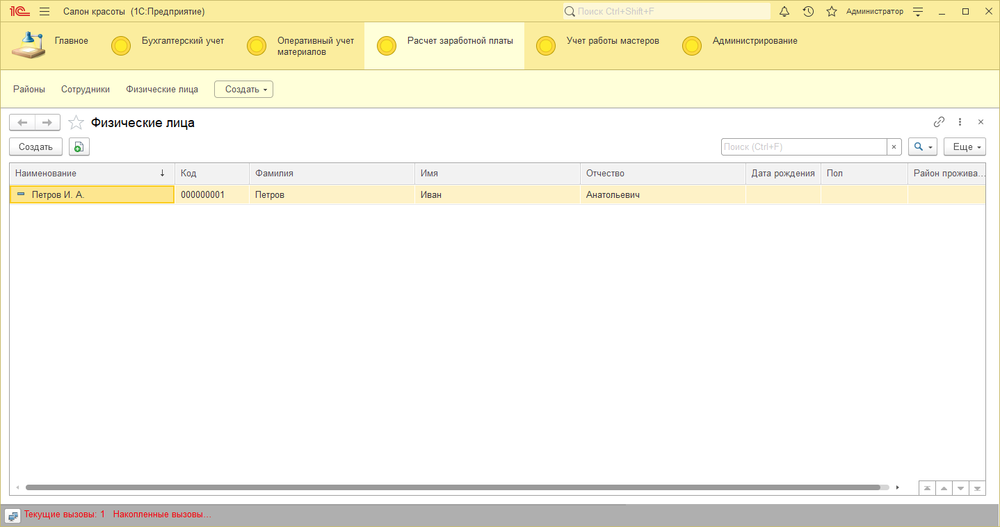 1С Салон красоты (1С:Предприятие) Поиск Ctrl+Shift+F Администратор
Главное Бухгалтерский учет Оперативный учет материалов Расчет заработной платы Учет работы мастеров Администрирование
Районы Сотрудники Физические лица Создать
Физические лица
Создать Поиск (Ctrl+F) × Еще
Наименование ↓ Код Фамилия Имя Отчество Дата рождения Пол Район прожива...
Петров И. А. 000000001 Петров Иван Анатольевич
Текущие вызовы: 1 Накопленные вызовы...